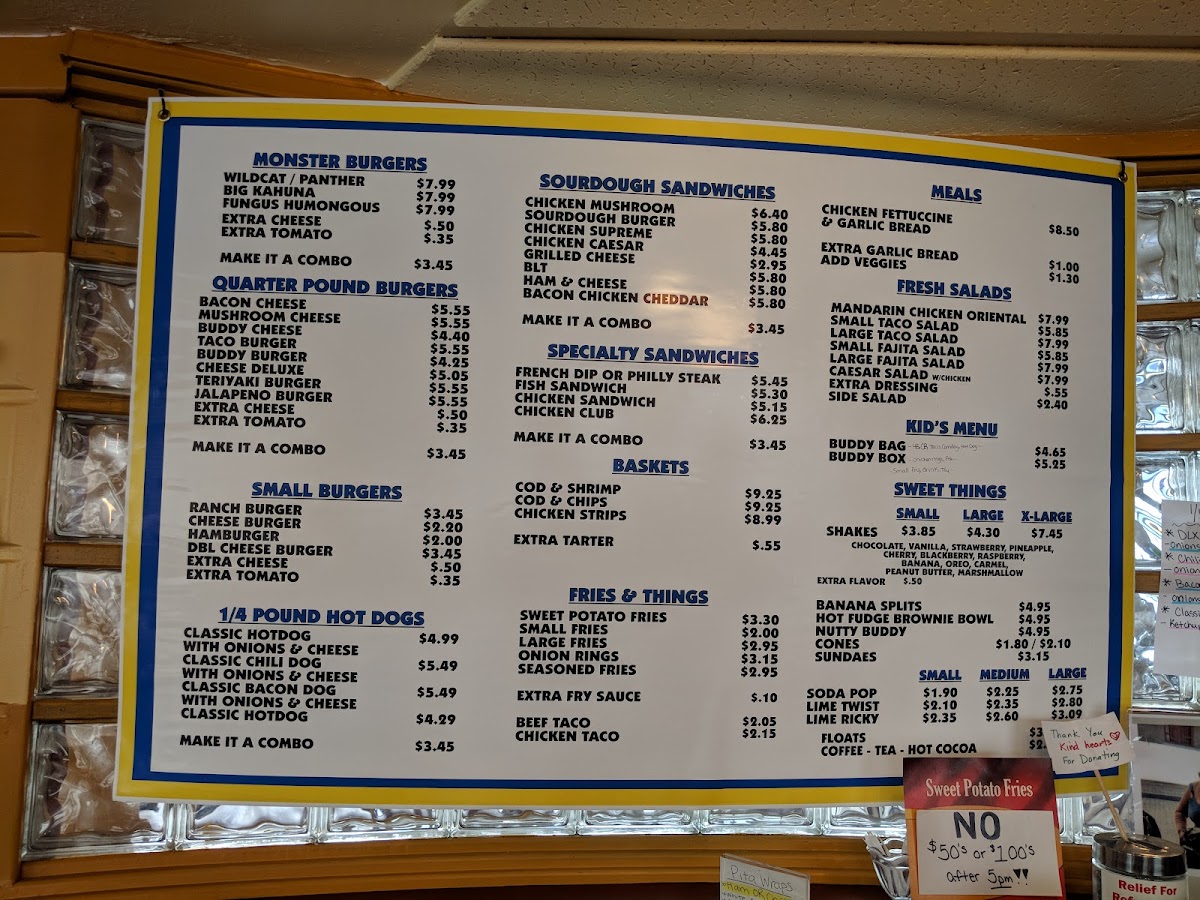 MONSTER BURGERS
WILDCAT / PANTHER $7.99
BIG KAHUNA $7.99
FUNGUS HUMONGOUS $7.99
EXTRA CHEESE $.50
EXTRA TOMATO $.35
MAKE IT A COMBO $3.45
QUARTER POUND BURGERS
BACON CHEESE $5.55
MUSHROOM CHEESE $5.55
BUDDY CHEESE $4.40
TACO BURGER $5.55
BUDDY BURGER $4.25
CHEESE DELUXE $5.05
TERIYAKI BURGER $5.55
JALAPENO BURGER $5.55
EXTRA CHEESE $.50
EXTRA TOMATO $.35
MAKE IT A COMBO $3.45
SMALL BURGERS
RANCH BURGER $3.45
CHEESE BURGER $2.20
HAMBURGER $2.00
DBL CHEESE BURGER $3.45
EXTRA CHEESE $.50
EXTRA TOMATO $.35
1/4 POUND HOT DOGS
CLASSIC HOTDOG $4.99
WITH ONIONS & CHEESE
CLASSIC CHILI DOG $5.49
WITH ONIONS & CHEESE
CLASSIC BACON DOG $5.49
WITH ONIONS & CHEESE
CLASSIC HOTDOG $4.29
MAKE IT A COMBO $3.45
SOURDOUGH SANDWICHES
CHICKEN MUSHROOM $6.40
SOURDOUGH BURGER $5.80
CHICKEN SUPREME $5.80
CHICKEN CAESAR $4.45
GRILLED CHEESE $2.95
BLT $5.80
HAM & CHEESE $5.80
BACON CHICKEN CHEDDAR $5.80
MAKE IT A COMBO $3.45
SPECIALTY SANDWICHES
FRENCH DIP OR PHILLY STEAK $5.45
FISH SANDWICH $5.30
CHICKEN SANDWICH $5.15
CHICKEN CLUB $6.25
MAKE IT A COMBO $3.45
BASKETS
COD & SHRIMP $9.25
COD & CHIPS $9.25
CHICKEN STRIPS $8.99
EXTRA TARTER $.55
FRIES & THINGS
SWEET POTATO FRIES $3.30
SMALL FRIES $2.00
LARGE FRIES $2.95
ONION RINGS $3.15
SEASONED FRIES $2.95
EXTRA FRY SAUCE $.10
BEEF TACO $2.05
CHICKEN TACO $2.15
MEALS
CHICKEN FETTUCCINE
& GARLIC BREAD $8.50
EXTRA GARLIC BREAD $1.00
ADD VEGGIES $1.30
FRESH SALADS
MANDARIN CHICKEN ORIENTAL $7.99
SMALL TACO SALAD $5.85
LARGE TACO SALAD $7.99
SMALL FAJITA SALAD $5.85
LARGE FAJITA SALAD $7.99
CAESAR SALAD W/CHICKEN $7.99
EXTRA DRESSING $.55
SIDE SALAD $2.40
KID'S MENU
BUDDY BAG $4.65
BUDDY BOX $5.25
SWEET THINGS
SMALL LARGE X-LARGE
SHAKES $3.85 $4.30 $7.45
CHOCOLATE, VANILLA, STRAWBERRY, PINEAPPLE,
CHERRY, BLACKBERRY, RASPBERRY,
BANANA, OREO, CARMEL,
PEANUT BUTTER, MARSHMALLOW
EXTRA FLAVOR $.50
BANANA SPLITS $4.95
HOT FUDGE BROWNIE BOWL $4.95
NUTTY BUDDY $4.95
CONES $1.80 / $2.10
SUNDAES $3.15
SMALL MEDIUM LARGE
SODA POP $1.90 $2.25 $2.75
LIME TWIST $2.10 $2.35 $2.80
LIME RICKY $2.35 $2.60 $3.09
FLOATS
COFFEE - TEA - HOT COCOA
Thank You
Kind hearts
For Donating
Sweet Potato Fries
NO
$50's or $100's
after 5pm!!
Pita Wraps
Relief For
* DLX
- onions
* Chili
- onion
* Baco
onions
* Classi
- Ketchu